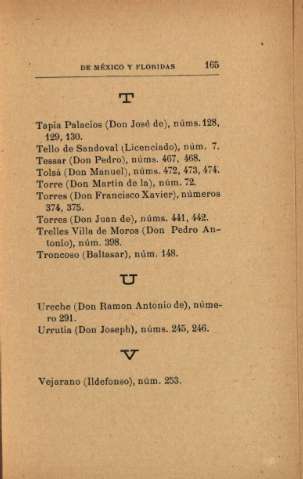 DE MÉXICO Y FLORIDAS 165
T
Tapia Palacios (Don José de), núms. 128,
129, 130.
Tello de Sandoval (Licenciado), núm. 7.
Tessar (Don Pedro), núms. 467, 468.
Tolsá (Don Manuel), núms. 472, 473, 474.
Torre (Don Martin de la), núm. 72.
Torres (Don Francisco Xavier), números
374, 375.
Torres (Don Juan de), núms. 441, 442.
Trelles Villa de Moros (Don Pedro An-
tonio), núm. 398.
Troncoso (Baltasar), núm. 148.
U
Ureche (Don Ramon Antonio de), núme-
ro 291.
Urrutia (Don Joseph), núms. 245, 246.
V
Vejarano (Ildefonso), núm. 253.